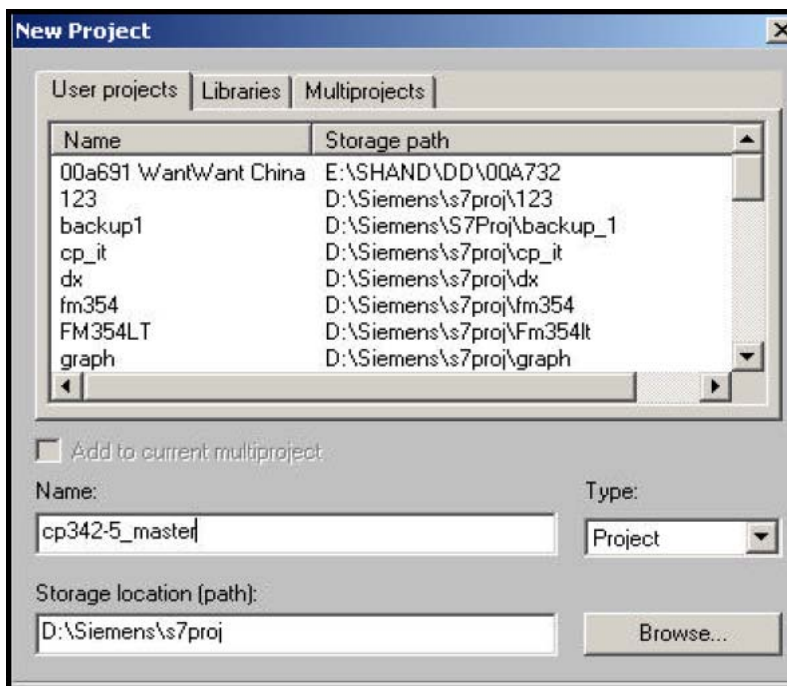 New Project
User projects Libraries Multiprojects
Name Storage path
00a691 WantWant China E:\SHAND\DD\00A732
123 D:\Siemens\s7proj\123
backup1 D:\Siemens\S7Proj\backup_1
cp_it D:\Siemens\s7proj\cp_it
dx D:\Siemens\s7proj\dx
fm354 D:\Siemens\s7proj\fm354
FM354LT D:\Siemens\s7proj\Fm354lt
graph D:\Siemens\s7proj\graph
Add to current multiproject
Name: Type:
cp342-5_master Project
Storage location (path):
D:\Siemens\s7proj Browse...